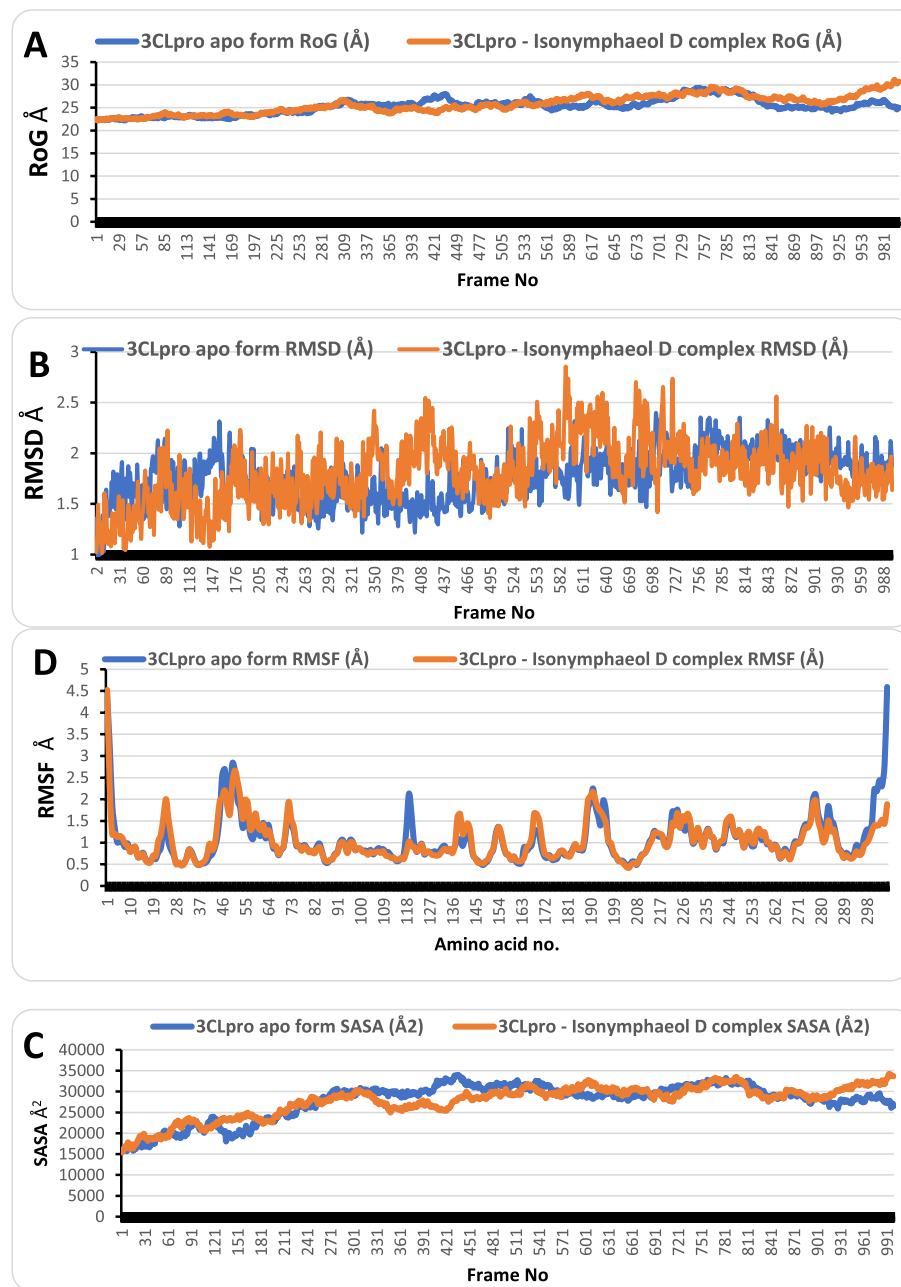 A
3CLpro apo form RoG (Å) 3CLpro - Isonymphaeol D complex RoG (Å)
35
30
25
20
15
10
5
0
RoG Å
1 29 57 85 113 141 169 197 225 253 281 309 337 365 393 421 449 477 505 533 561 589 617 645 673 701 729 757 785 813 841 869 897 925 953 981
Frame No
B
3CLpro apo form RMSD (Å) 3CLpro - Isonymphaeol D complex RMSD (Å)
3
2.5
2
1.5
1
RMSD Å
2 31 60 89 118 147 176 205 234 263 292 321 350 379 408 437 466 495 524 553 582 611 640 669 698 727 756 785 814 843 872 901 930 959 988
Frame No
D
3CLpro apo form RMSF (Å) 3CLpro - Isonymphaeol D complex RMSF (Å)
5
4.5
4
3.5
3
2.5
2
1.5
1
0.5
0
RMSF Å
1 10 19 28 37 46 55 64 73 82 91 100 109 118 127 136 145 154 163 172 181 190 199 208 217 226 235 244 253 262 271 280 289 298
Amino acid no.
C
3CLpro apo form SASA (Å2) 3CLpro - Isonymphaeol D complex SASA (Å2)
40000
35000
30000
25000
20000
15000
10000
5000
0
SASA Å²
1 31 61 91 121 151 181 211 241 271 301 331 361 391 421 451 481 511 541 571 601 631 661 691 721 751 781 811 841 871 901 931 961 991
Frame No